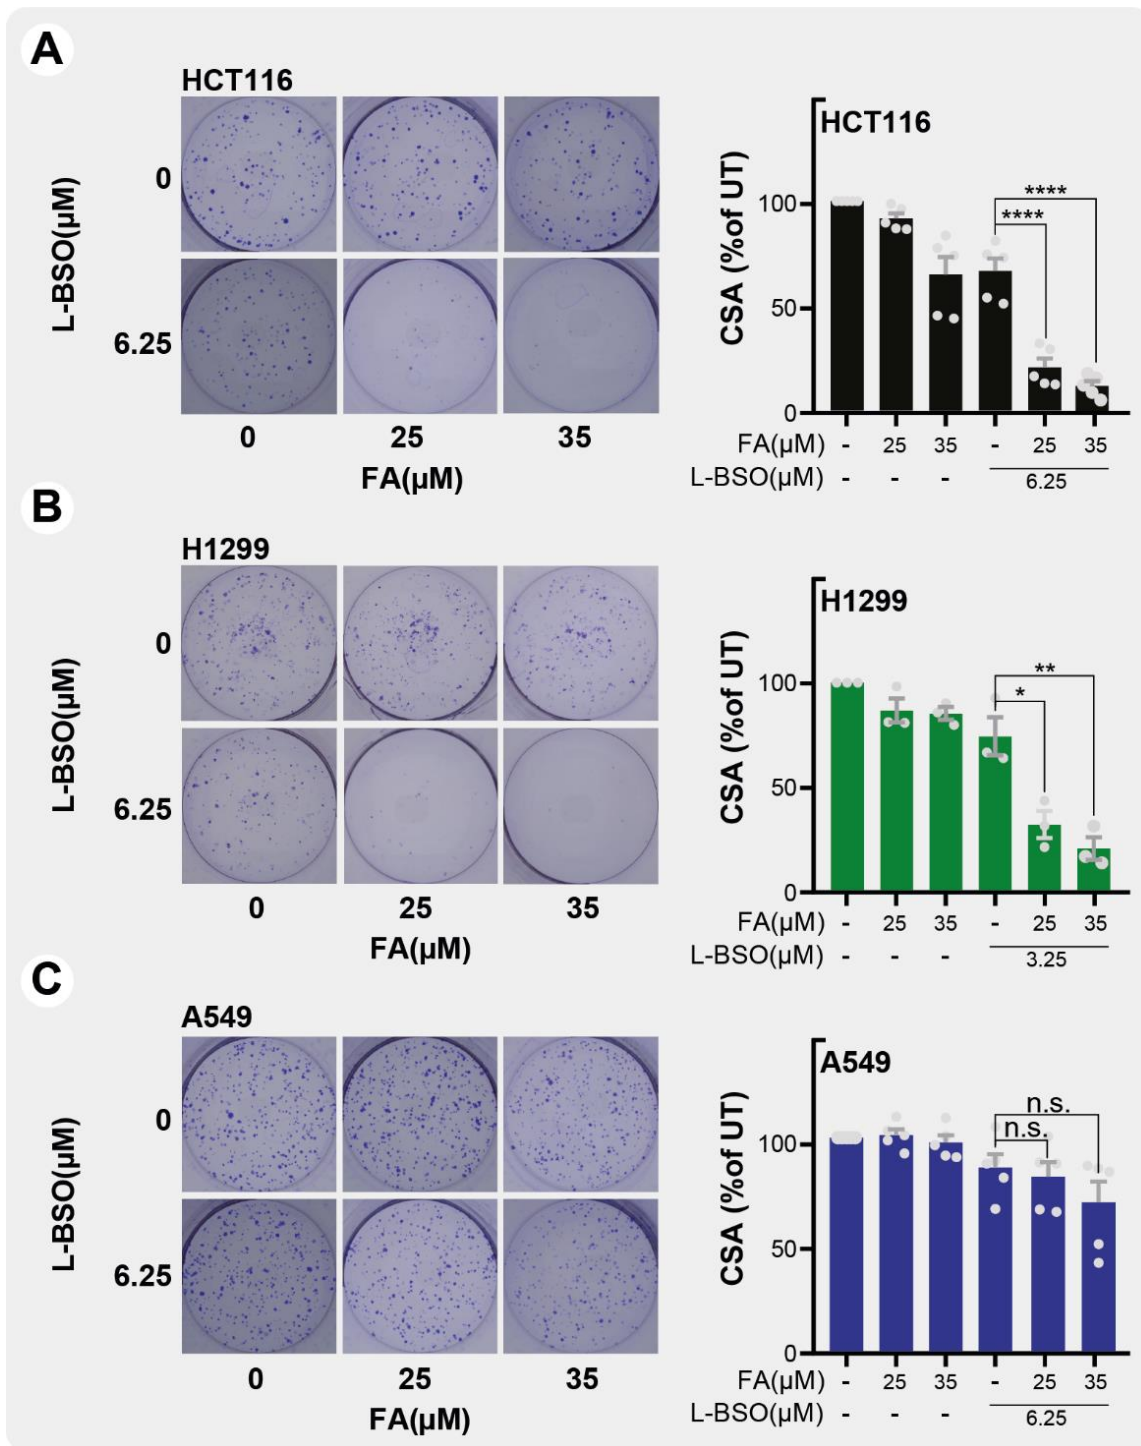 A
HCT116
L-BSO(µM)
0
6.25
0 25 35
FA(µM)
HCT116
CSA (%of UT)
100
50
0
****
****
FA(µM) - 25 35 - 25 35
L-BSO(µM) - - - 6.25
B
H1299
L-BSO(µM)
0
6.25
0 25 35
FA(µM)
H1299
CSA (%of UT)
100
50
0
**
*
FA(µM) - 25 35 - 25 35
L-BSO(µM) - - - 3.25
C
A549
L-BSO(µM)
0
6.25
0 25 35
FA(µM)
A549
CSA (%of UT)
100
50
0
n.s.
n.s.
FA(µM) - 25 35 - 25 35
L-BSO(µM) - - - 6.25